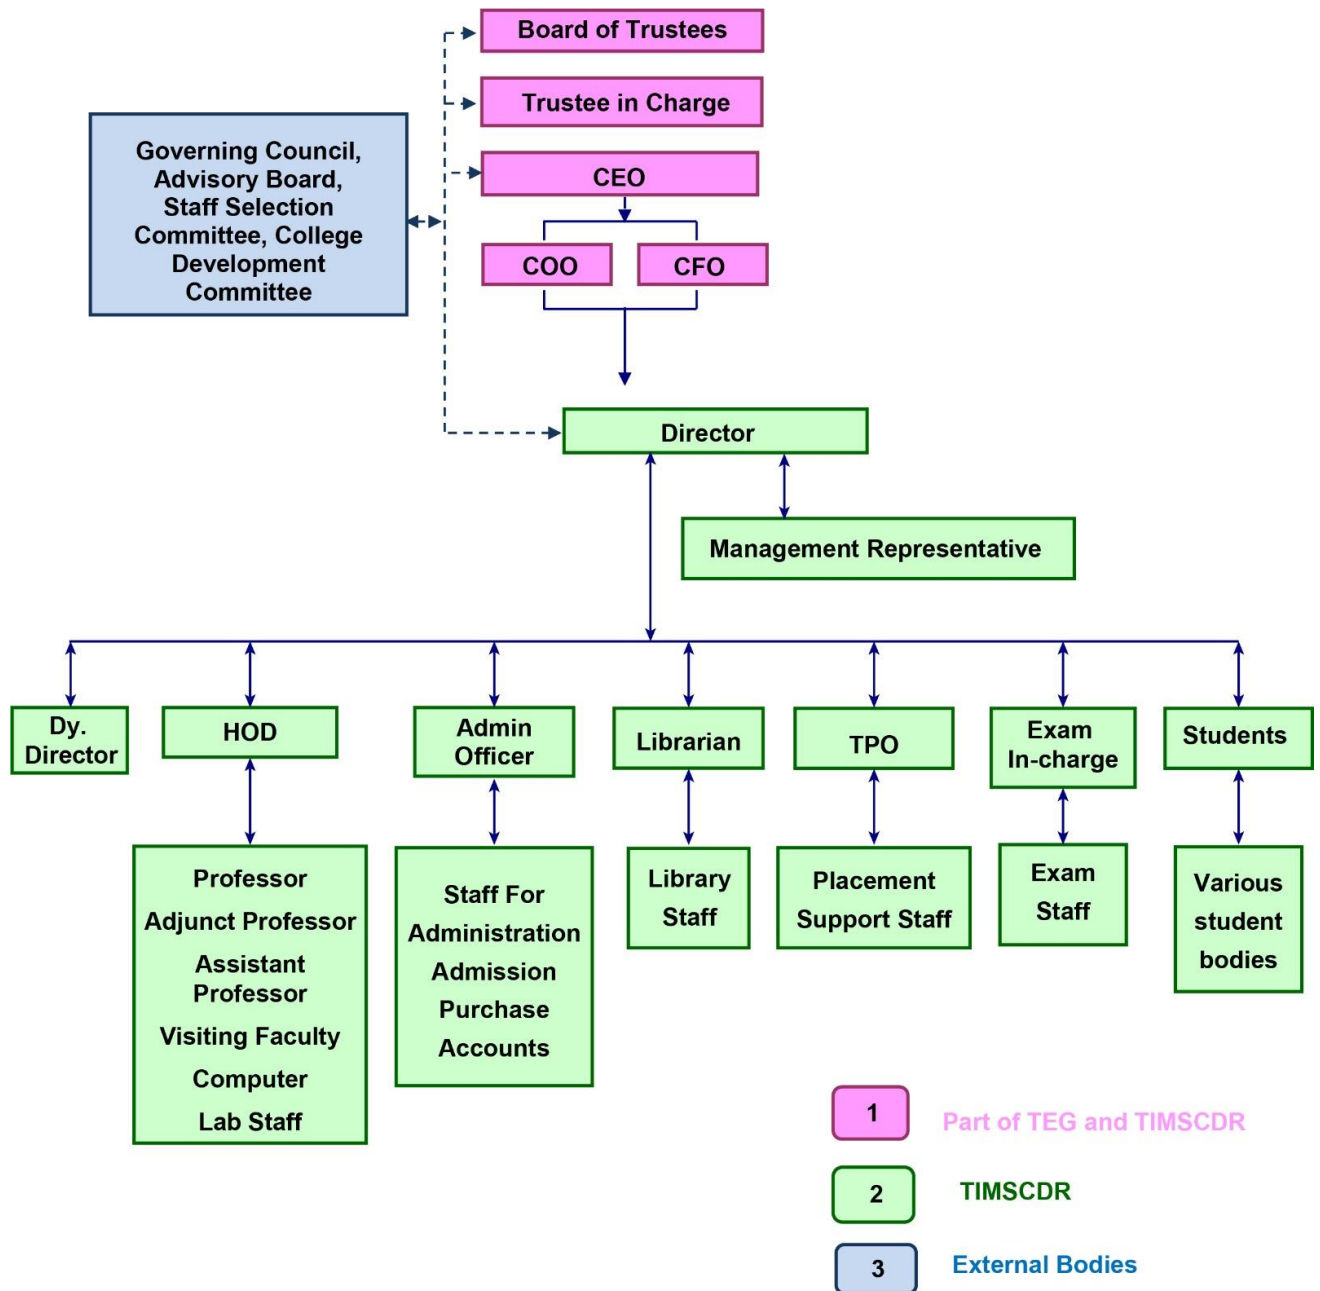 Board of Trustees
Trustee in Charge
Governing Council,
Advisory Board,
Staff Selection
Committee, College
Development
Committee
CEO
COO
CFO
Director
Management Representative
Dy.
Director
HOD
Admin
Officer
Librarian
TPO
Exam
In-charge
Students
Professor
Adjunct Professor
Assistant
Professor
Visiting Faculty
Computer
Lab Staff
Staff For
Administration
Admission
Purchase
Accounts
Library
Staff
Placement
Support Staff
Exam
Staff
Various
student
bodies
1
Part of TEG and TIMSCDR
2
TIMSCDR
3
External Bodies